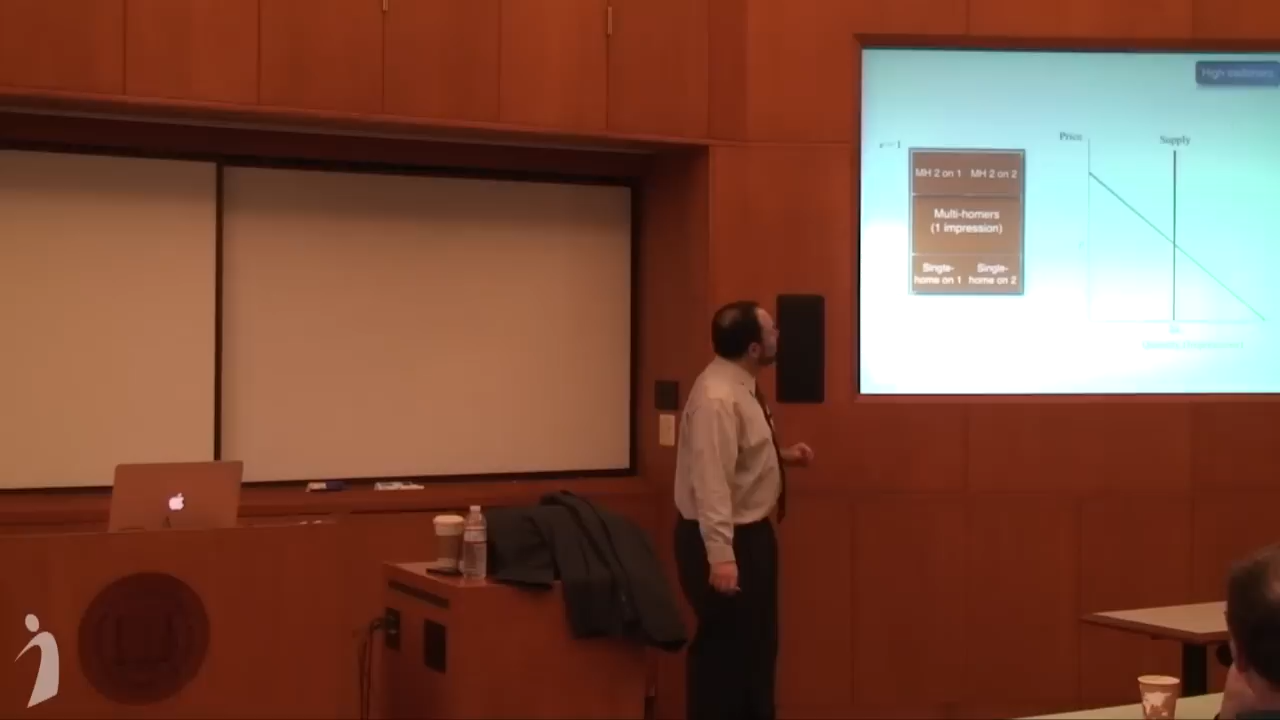 High switchers
Price
Supply
MH 2 on 1 MH 2 on 2
Multi-homers
(1 impression)
Single- Single-
home on 1 home on 2